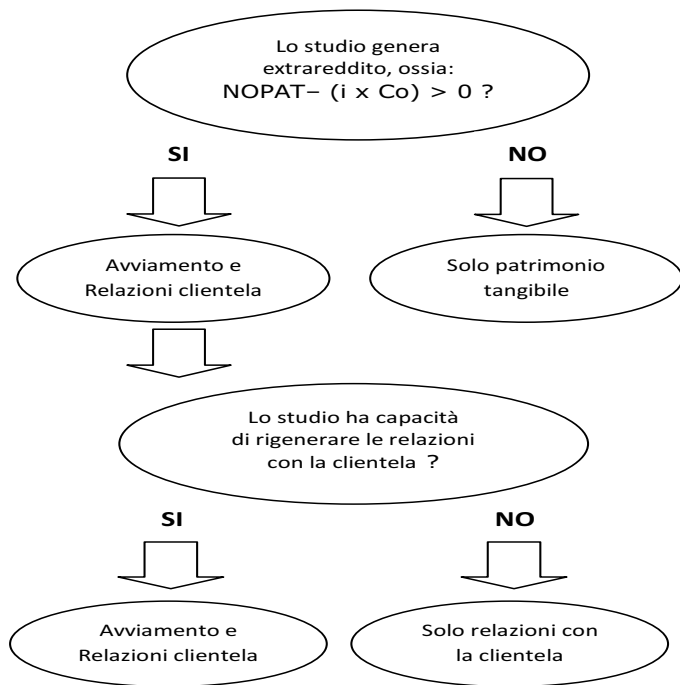 Lo studio genera
extrareddito, ossia:
NOPAT– (i x Co) > 0 ?
SI
NO
Avviamento e
Relazioni clientela
Solo patrimonio
tangibile
Lo studio ha capacità
di rigenerare le relazioni
con la clientela ?
SI
NO
Avviamento e
Relazioni clientela
Solo relazioni con
la clientela